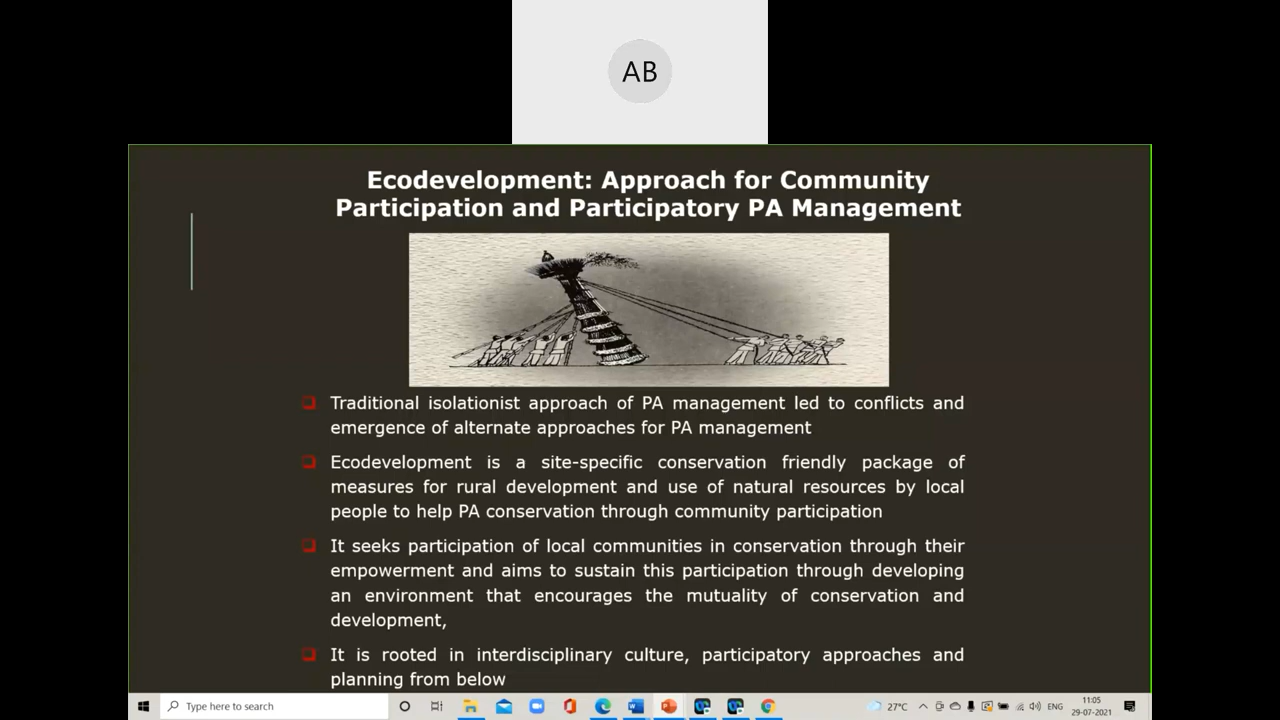 AB
Ecodevelopment: Approach for Community
Participation and Participatory PA Management
Traditional isolationist approach of PA management led to conflicts and
emergence of alternate approaches for PA management
Ecodevelopment is a site-specific conservation friendly package of
measures for rural development and use of natural resources by local
people to help PA conservation through community participation
It seeks participation of local communities in conservation through their
empowerment and aims to sustain this participation through developing
an environment that encourages the mutuality of conservation and
development,
It is rooted in interdisciplinary culture, participatory approaches and
planning from below
Type here to search
27°C
ENG
11:05
29-07-2021